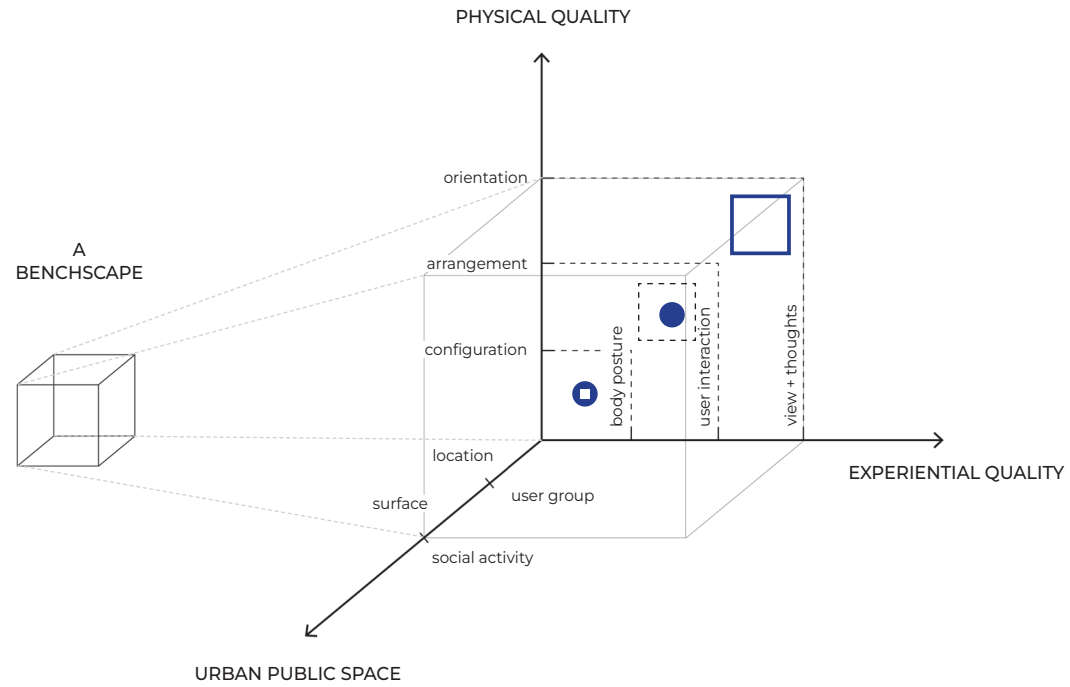 PHYSICAL QUALITY
orientation
A
BENCHSCAPE
arrangement
configuration
body posture
user interaction
view + thoughts
location
EXPERIENTIAL QUALITY
surface
user group
social activity
URBAN PUBLIC SPACE